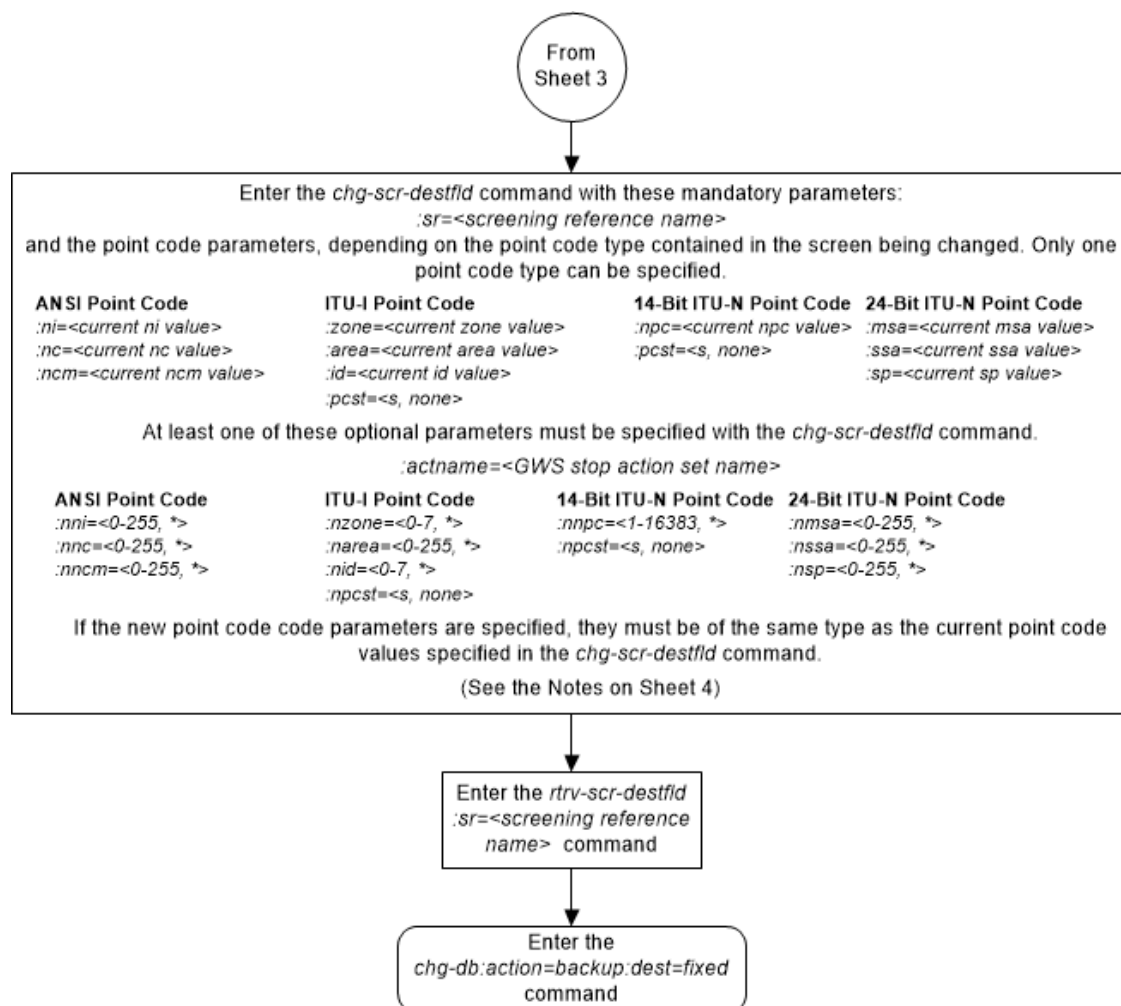 From
Sheet 3
Enter the chg-scr-destfld command with these mandatory parameters:
:sr=<screening reference name>
and the point code parameters, depending on the point code type contained in the screen being changed. Only one
point code type can be specified.
ANSI Point Code
:ni=<current ni value>
:nc=<current nc value>
:ncm=<current ncm value>
ITU-I Point Code
:zone=<current zone value>
:area=<current area value>
:id=<current id value>
:pcst=<s, none>
14-Bit ITU-N Point Code
:npc=<current npc value>
:pcst=<s, none>
24-Bit ITU-N Point Code
:msa=<current msa value>
:ssa=<current ssa value>
:sp=<current sp value>
At least one of these optional parameters must be specified with the chg-scr-destfld command.
:actname=<GWS stop action set name>
ANSI Point Code
:nni=<0-255, *>
:nnc=<0-255, *>
:nncm=<0-255, *>
ITU-I Point Code
:nzone=<0-7, *>
:narea=<0-255, *>
:nid=<0-7, *>
:npcst=<s, none>
14-Bit ITU-N Point Code
:nnpc=<1-16383, *>
:npcst=<s, none>
24-Bit ITU-N Point Code
:nmsa=<0-255, *>
:nssa=<0-255, *>
:nsp=<0-255, *>
If the new point code code parameters are specified, they must be of the same type as the current point code
values specified in the chg-scr-destfld command.
(See the Notes on Sheet 4)
Enter the rtrv-scr-destfld
:sr=<screening reference
name> command
Enter the
chg-db:action=backup:dest=fixed
command